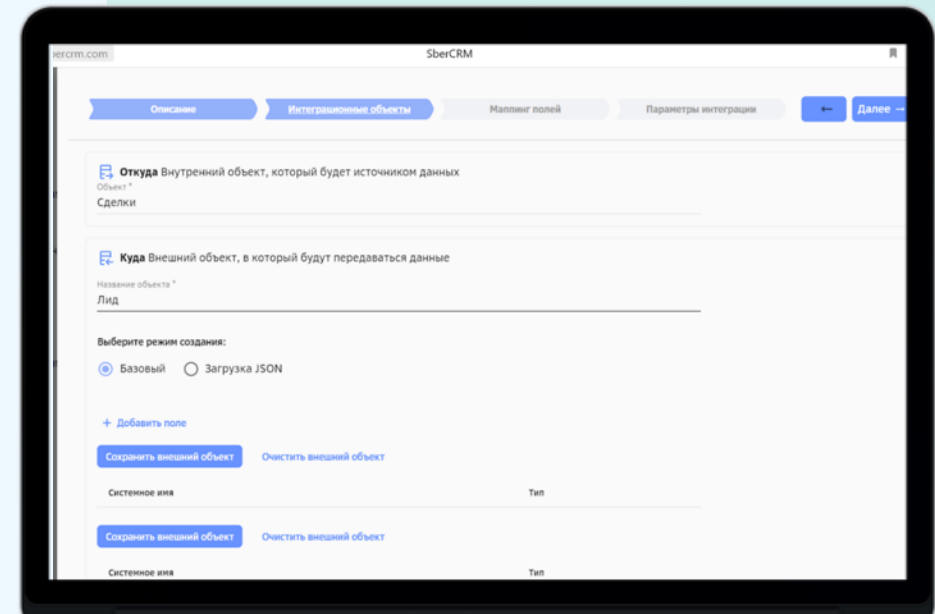 ercrm.com
SberCRM
Описание
Интеграционные объекты
Маппинг полей
Параметры интеграции
←
Далее →
Откуда Внутренний объект, который будет источником данных
Объект *
Сделки
Куда Внешний объект, в который будут передаваться данные
Название объекта *
Лид
Выберите режим создания:
Базовый
Загрузка JSON
+ Добавить поле
Сохранить внешний объект
Очистить внешний объект
Системное имя
Тип
Сохранить внешний объект
Очистить внешний объект
Системное имя
Тип